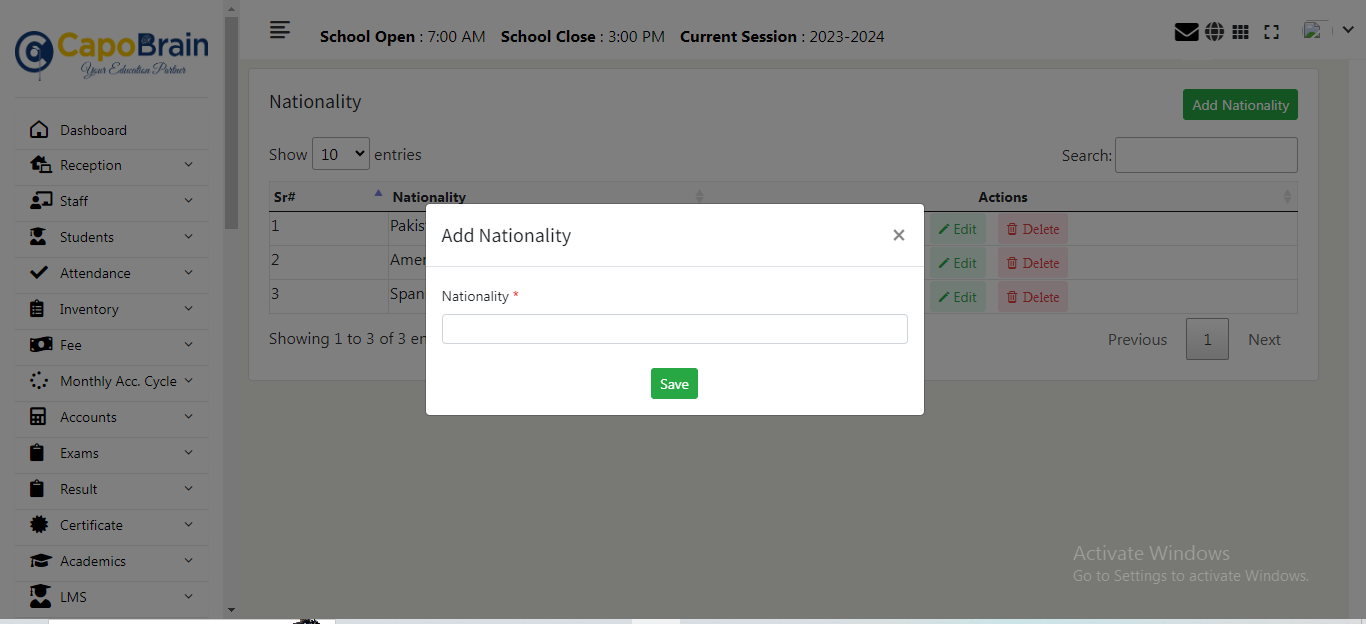 CapoBrain
Your Education Partner
School Open : 7:00 AM School Close : 3:00 PM Current Session : 2023-2024
Dashboard
Reception
Staff
Students
Attendance
Inventory
Fee
Monthly Acc. Cycle
Accounts
Exams
Result
Certificate
Academics
LMS
Nationality
Add Nationality
Show 10 entries
Search:
Sr# Nationality Actions
1 Pakis Edit Delete
2 Amer Edit Delete
3 Span Edit Delete
Showing 1 to 3 of 3 en
Previous 1 Next
Add Nationality ×
Nationality *
Save
Activate Windows
Go to Settings to activate Windows.